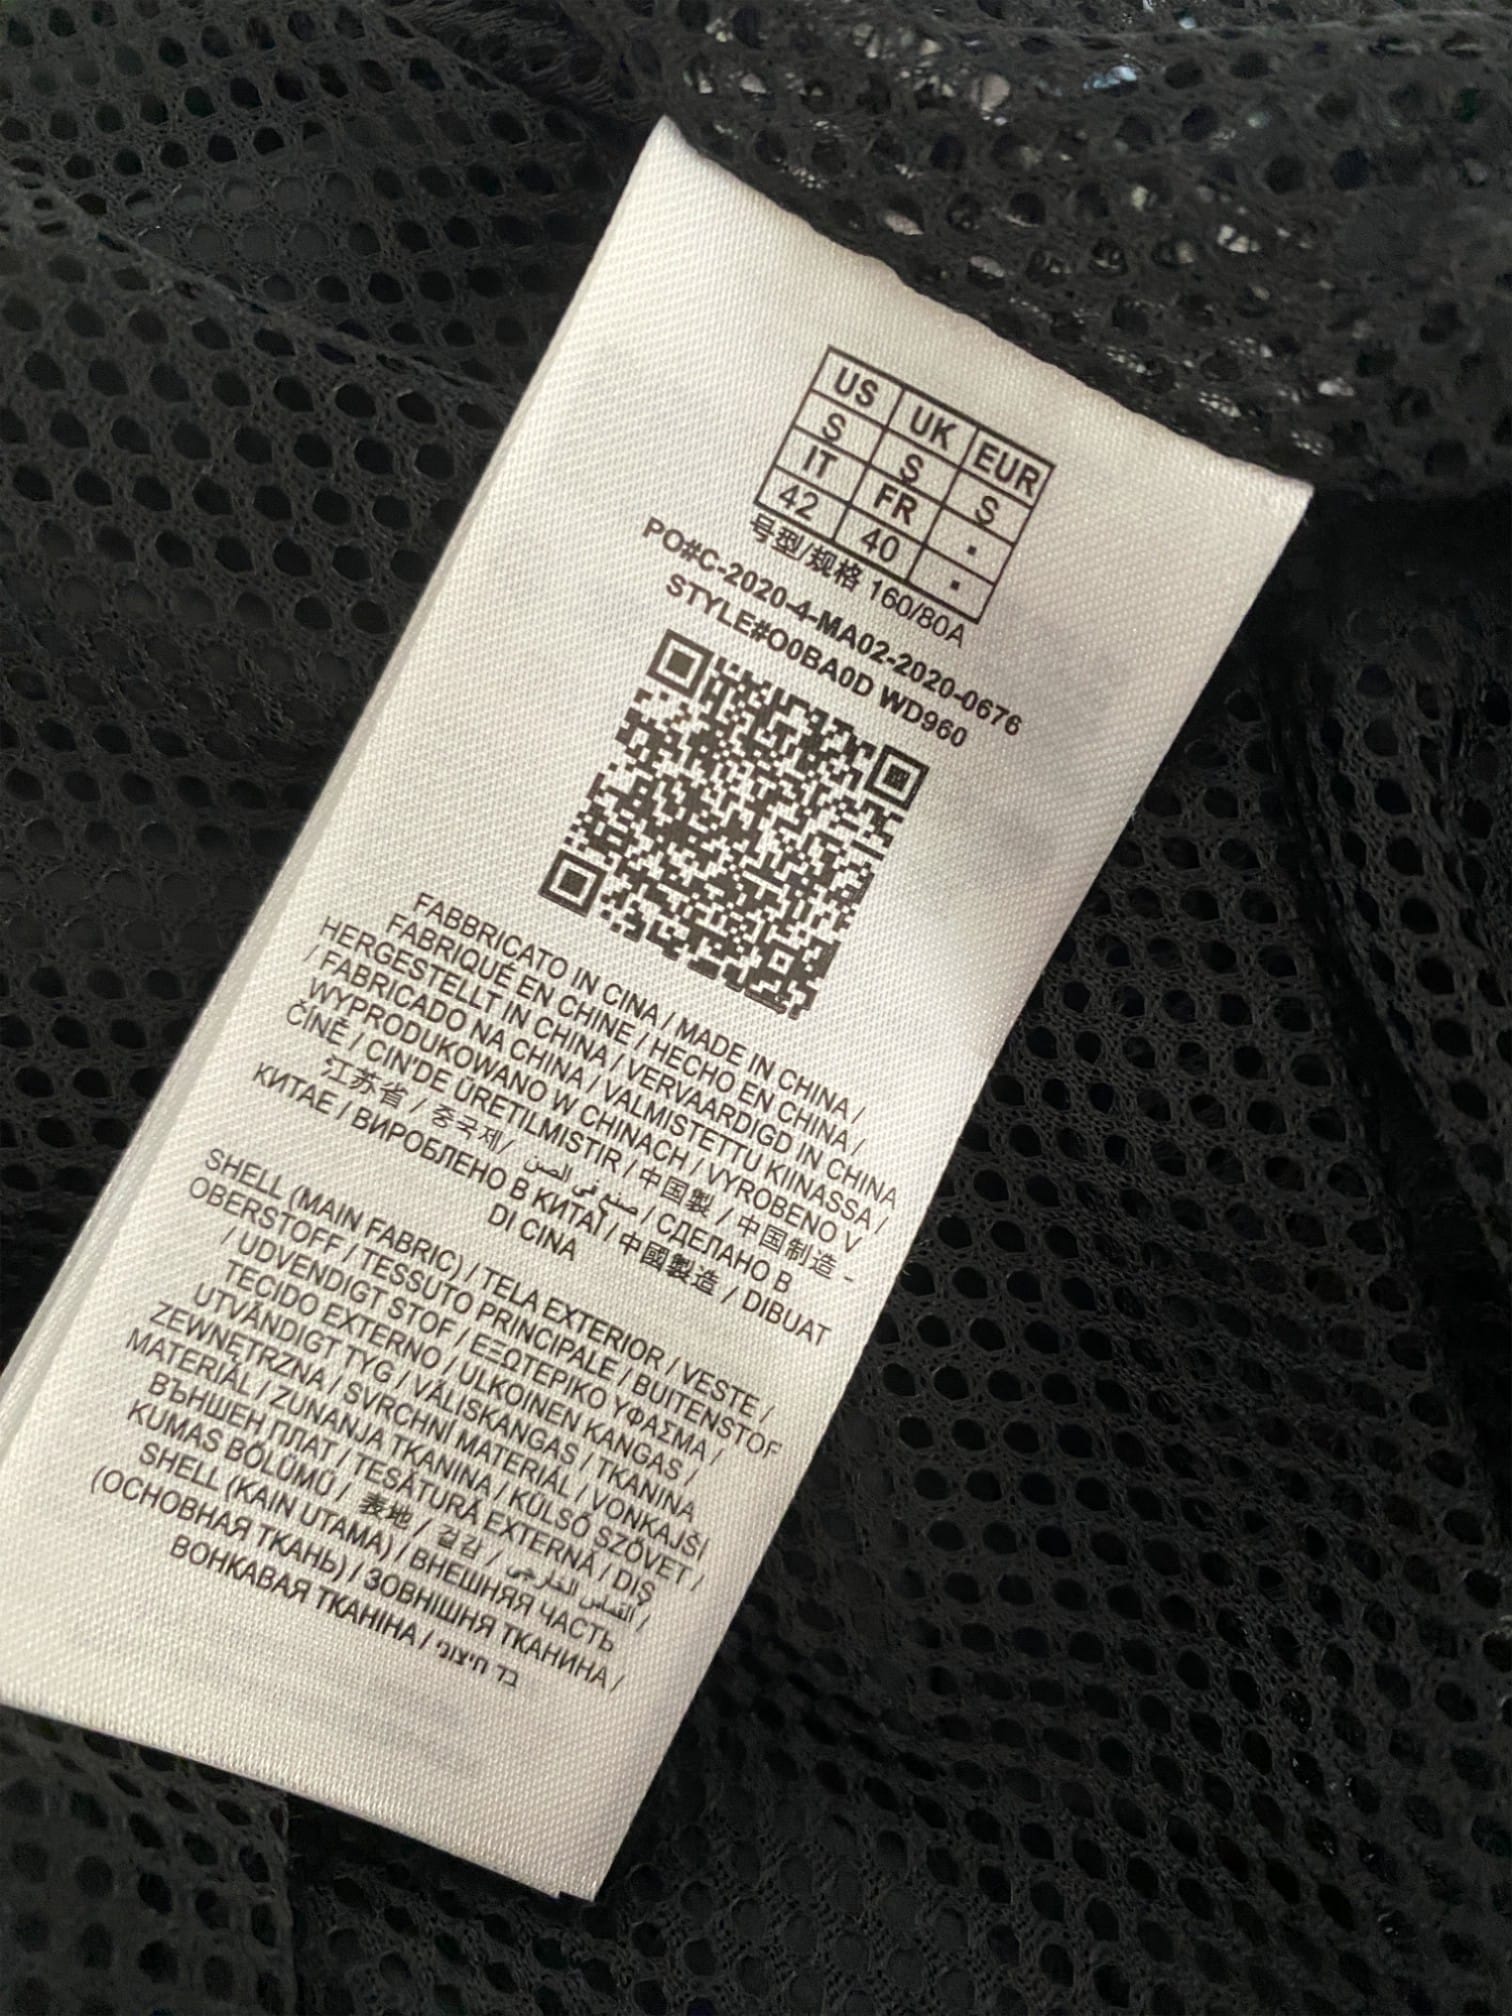 US UK EUR
S S S
IT FR .
42 40 .
号型/规格 160/80A
PO#C-2020-4-MA02-2020-0676
STYLE#O0BA0D WD960
FABBRICATO IN CINA / MADE IN CHINA /
FABRIQUÉ EN CHINE / HECHO EN CHINA /
HERGESTELLT IN CHINA / VERVAARDIGD IN CHINA
/ FABRICADO NA CHINA / VALMISTETTU KIINASSA /
WYPRODUKOWANO W CHINACH / VYROBENO V
ČÍNĚ / CIN'DE ÜRETILMISTIR / 中国製 / 中国制造 -
江苏省 / 중국제/ صنع في الصين / СДЕЛАНО В
КИТАЕ / ВИРОБЛЕНО В КИТАЇ / 中國製造 / DIBUAT
DI CINA
SHELL (MAIN FABRIC) / TELA EXTERIOR / VESTE /
OBERSTOFF / TESSUTO PRINCIPALE / BUITENSTOF
/ UDVENDIGT STOF / ΕΞΩΤΕΡΙΚΟ ΥΦΑΣΜΑ /
TECIDO EXTERNO / ULKOINEN KANGAS /
UTVÄNDIGT TYG / VÄLISKANGAS / TKANINA
ZEWNĘTRZNA / SVRCHNÍ MATERIÁL / VONKAJŠÍ
MATERIÁL / ZUNANJA TKANINA / KÜLSŐ SZÖVET /
ВЪНШЕН ПЛАТ / TESĂTURĂ EXTERNĂ / DIŞ
KUMAS BÖLÜMÜ / 表地 / 겉감 / القماش الخارجي /
SHELL (KAIN UTAMA) / ВНЕШНЯЯ ЧАСТЬ
(ОСНОВНАЯ ТКАНЬ) / ЗОВНІШНЯ ТКАНИНА /
ВОНКАВАЯ ТКАНІНА / בד חיצוני